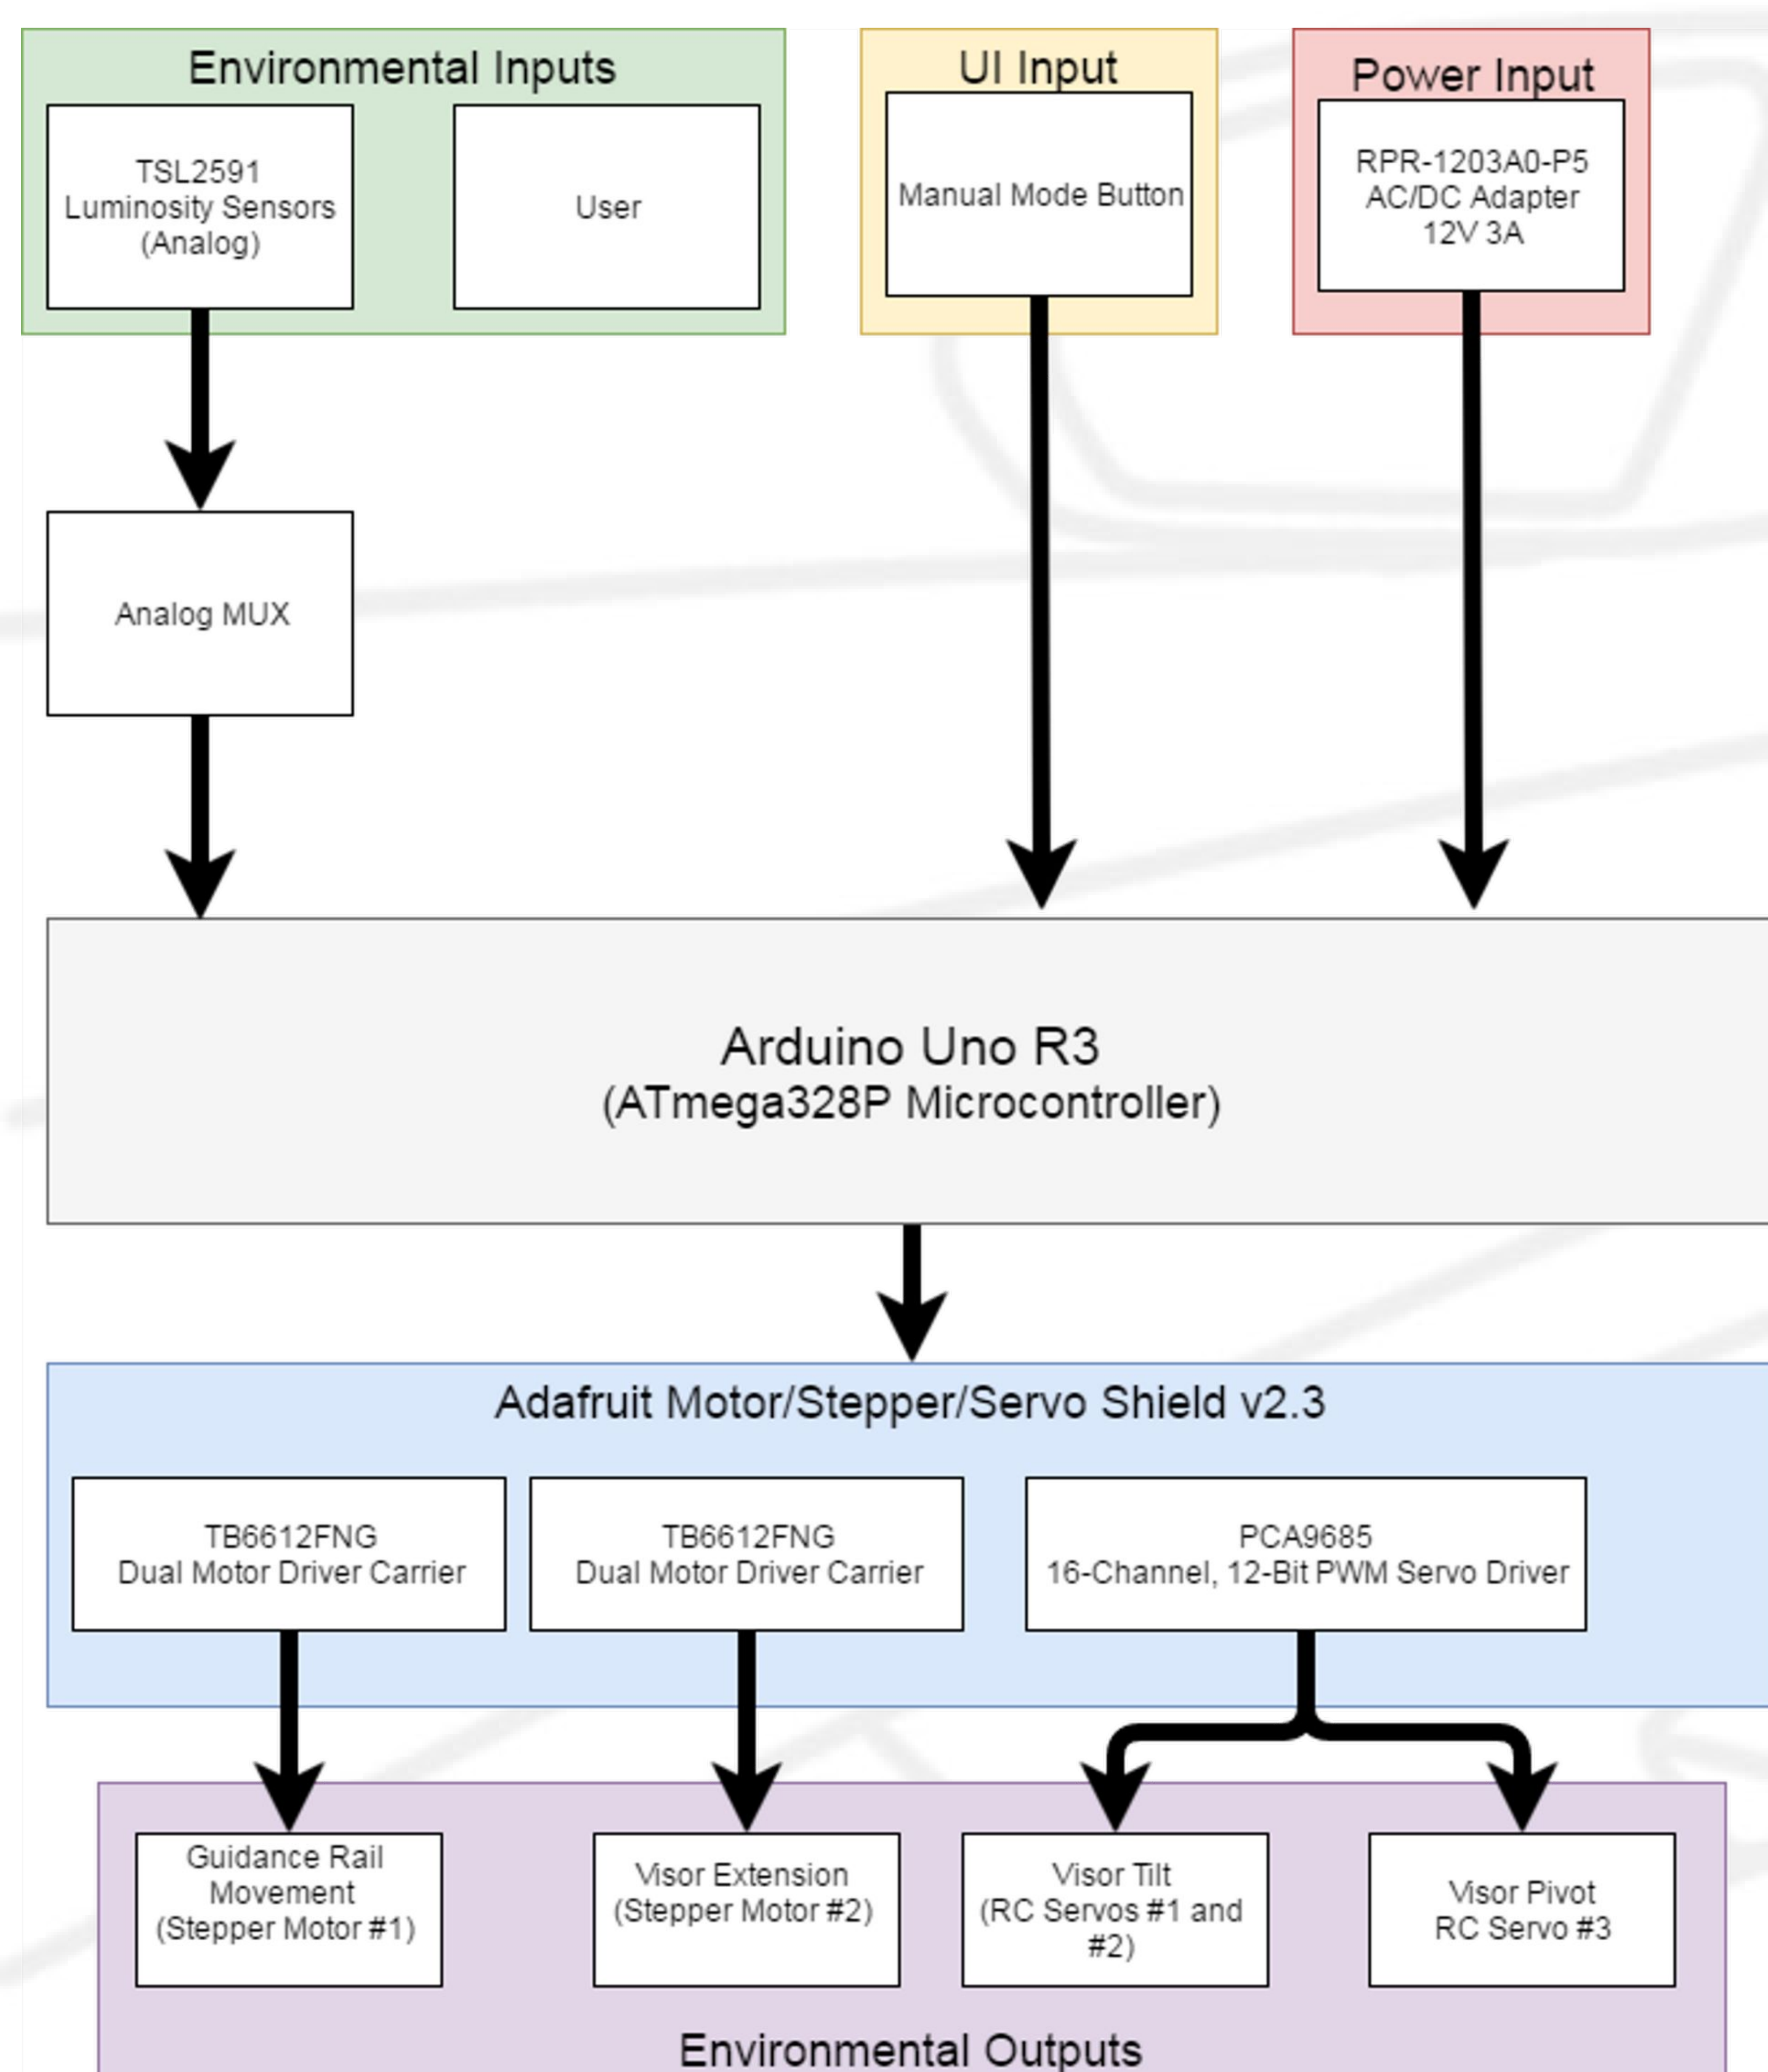 Environmental Inputs
TSL2591
Luminosity Sensors
(Analog)
User
UI Input
Manual Mode Button
Power Input
RPR-1203A0-P5
AC/DC Adapter
12V 3A
Analog MUX
Arduino Uno R3
(ATmega328P Microcontroller)
Adafruit Motor/Stepper/Servo Shield v2.3
TB6612FNG
Dual Motor Driver Carrier
TB6612FNG
Dual Motor Driver Carrier
PCA9685
16-Channel, 12-Bit PWM Servo Driver
Guidance Rail
Movement
(Stepper Motor #1)
Visor Extension
(Stepper Motor #2)
Visor Tilt
(RC Servos #1 and
#2)
Visor Pivot
RC Servo #3
Environmental Outputs